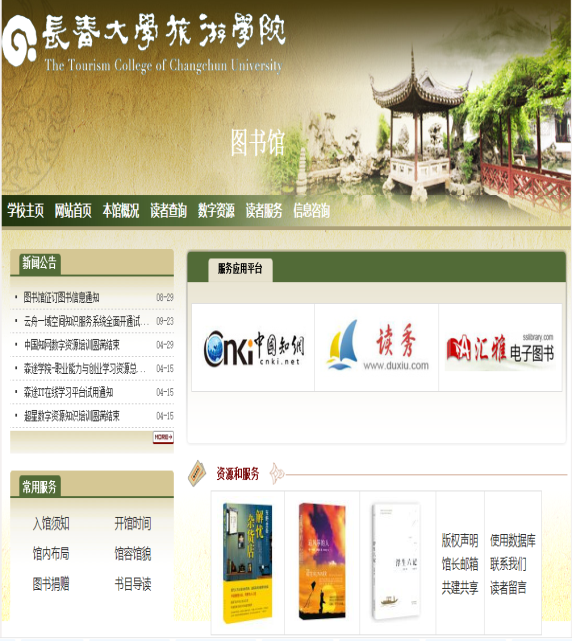 長春大學旅游學院
The Tourism College of Changchun University
图书馆
学校主页 网站首页 本馆概况 读者查询 数字资源 读者服务 信息咨询
新闻公告
图书馆征订图书信息通知 08-29
云舟一域空间知识服务系统全面开通试... 09-23
中国知网数字资源培训圆满结束 04-29
森途学院-职业能力与创业学习资源总... 04-15
森途IT在线学习平台试用通知 04-15
超星数字资源知识培训圆满结束 04-15
MORE
服务应用平台
Cnki 中国知網
cnki.net
读秀
www.duxiu.com
sslibrary.com
汇雅 电子图书
常用服务
入馆须知 开馆时间
馆内布局 馆容馆貌
图书捐赠 书目导读
资源和服务
解忧
杂货店
追风筝的人
浮生六记
版权声明 使用数据库
馆长邮箱 联系我们
共建共享 读者留言